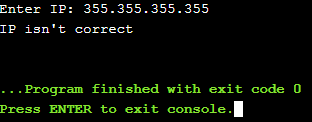 Enter IP: 355.355.355.355
IP isn't correct
...Program finished with exit code 0
Press ENTER to exit console.